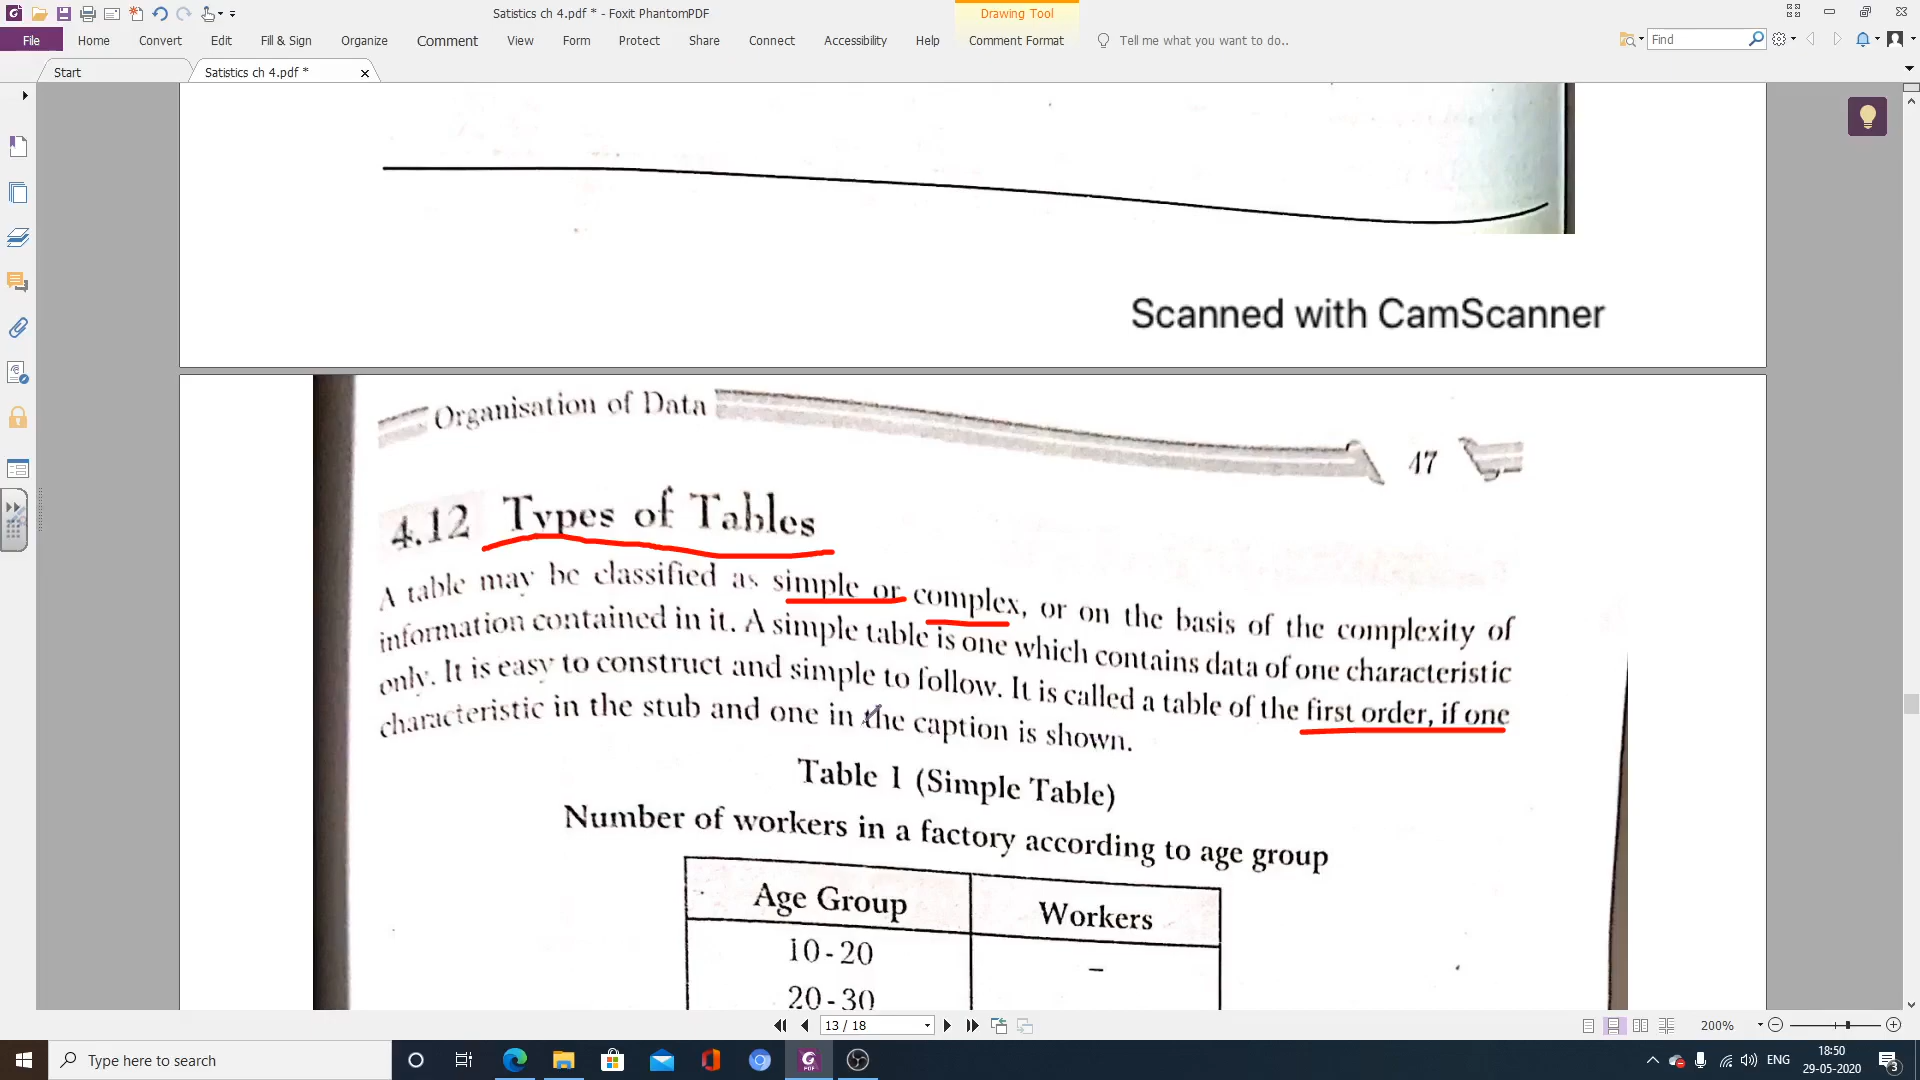 Satistics ch 4.pdf * - Foxit PhantomPDF
Drawing Tool
File Home Convert Edit Fill & Sign Organize Comment View Form Protect Share Connect Accessibility Help Comment Format Tell me what you want to do.. Find
Start Satistics ch 4.pdf *
Scanned with CamScanner
Organisation of Data 47
4.12 Types of Tables
A table may be classified as simple or complex, or on the basis of the complexity of
information contained in it. A simple table is one which contains data of one characteristic
only. It is easy to construct and simple to follow. It is called a table of the first order, if one
characteristic in the stub and one in the caption is shown.
Table 1 (Simple Table)
Number of workers in a factory according to age group
Age Group Workers
10-20 –
20-30
13 / 18 200%
Type here to search ENG 18:50
29-05-2020 3